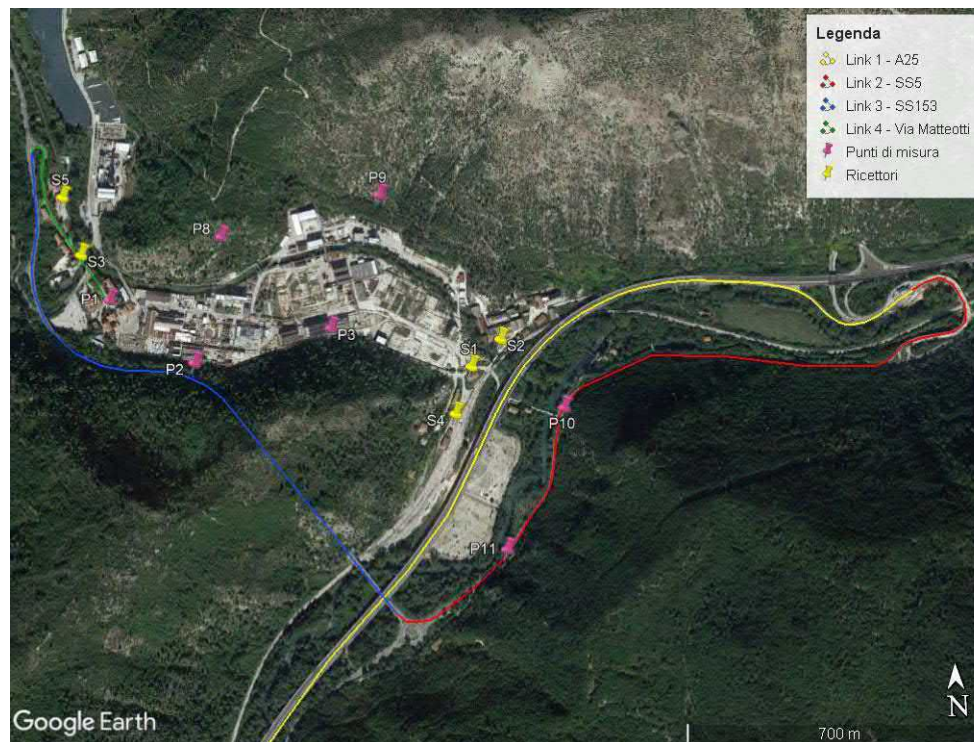 Legenda
Link 1 - A25
Link 2 - SS5
Link 3 - SS153
Link 4 - Via Matteotti
Punti di misura
Ricettori
S5
P9
P8
S3
P1
P3
S2
P2
S1
S4
P10
P11
N
Google Earth
700 m